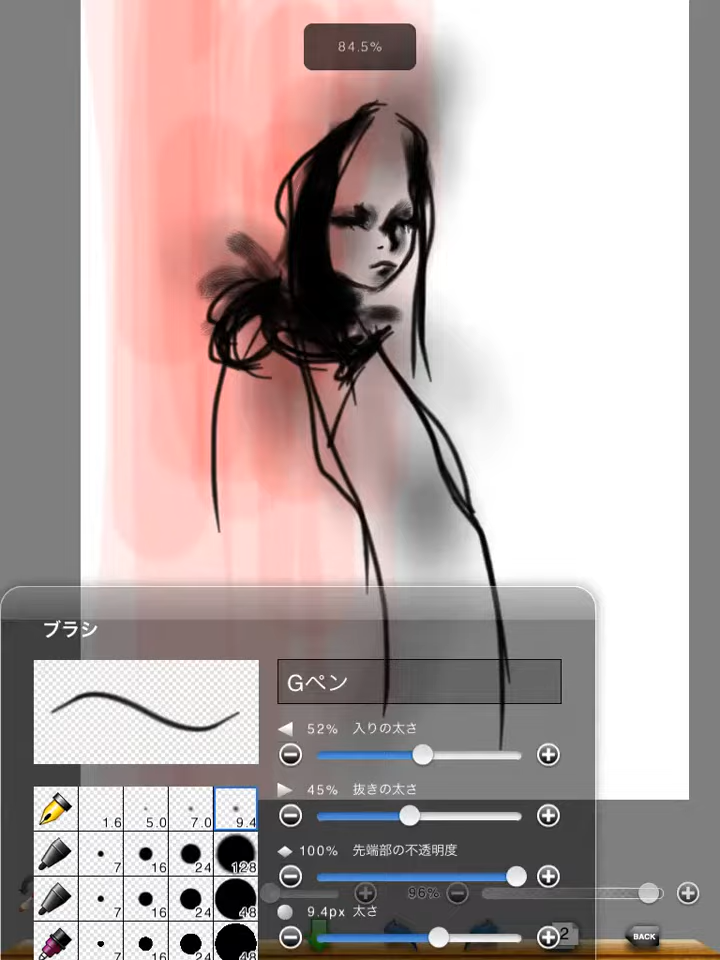 84.5%
ブラシ
Gペン
52% 入りの太さ
45% 抜きの太さ
1.6 5.0 7.0 9.4
100% 先端部の不透明度
7 16 24 128
96%
7 16 24 48
9.4px 太さ
7 16 24 48
2
BACK